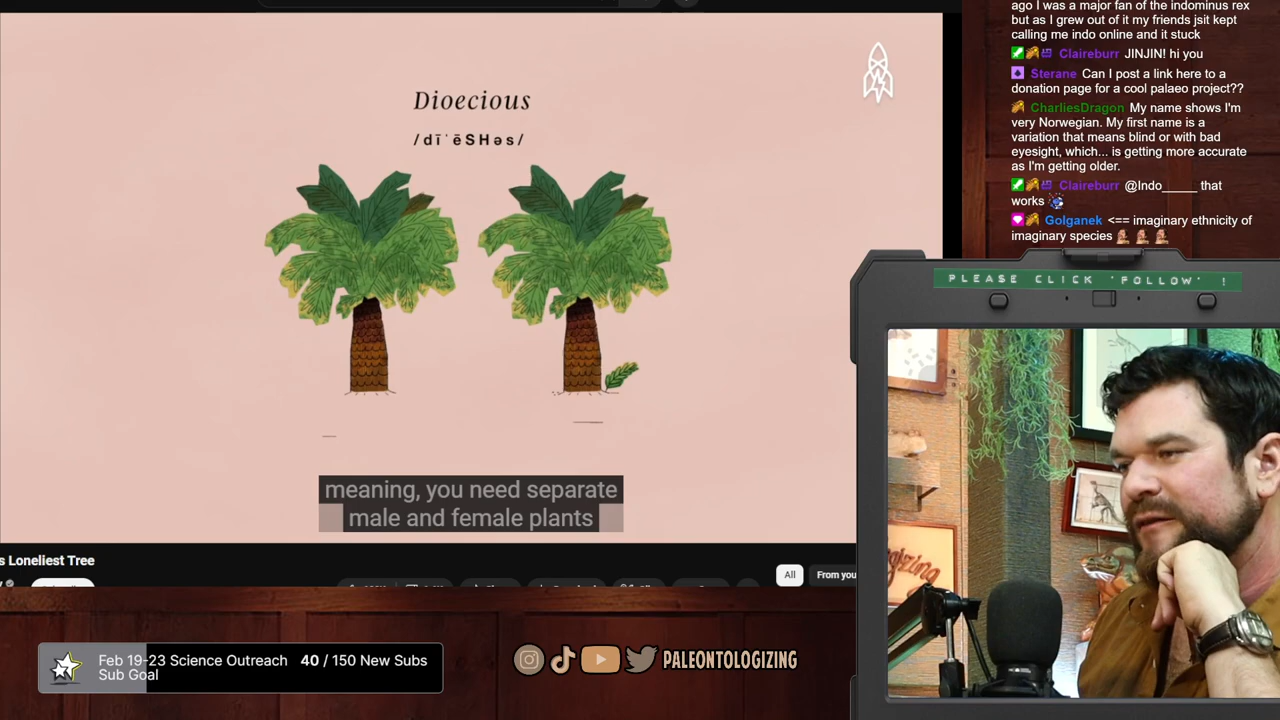 Dioecious
/dīˈēSHəs/
meaning, you need separate
male and female plants
s Loneliest Tree
All
From you
ago I was a major fan of the indominus rex
but as I grew out of it my friends jsit kept
calling me indo online and it stuck
Claireburr JINJIN! hi you
Sterane Can I post a link here to a
donation page for a cool palaeo project??
CharliesDragon My name shows I'm
very Norwegian. My first name is a
variation that means blind or with bad
eyesight, which... is getting more accurate
as I'm getting older.
Claireburr @Indo_____ that
works
Golganek <== imaginary ethnicity of
imaginary species
PLEASE CLICK "FOLLOW" !
gizing
Feb 19-23 Science Outreach 40 / 150 New Subs
Sub Goal
PALEONTOLOGIZING